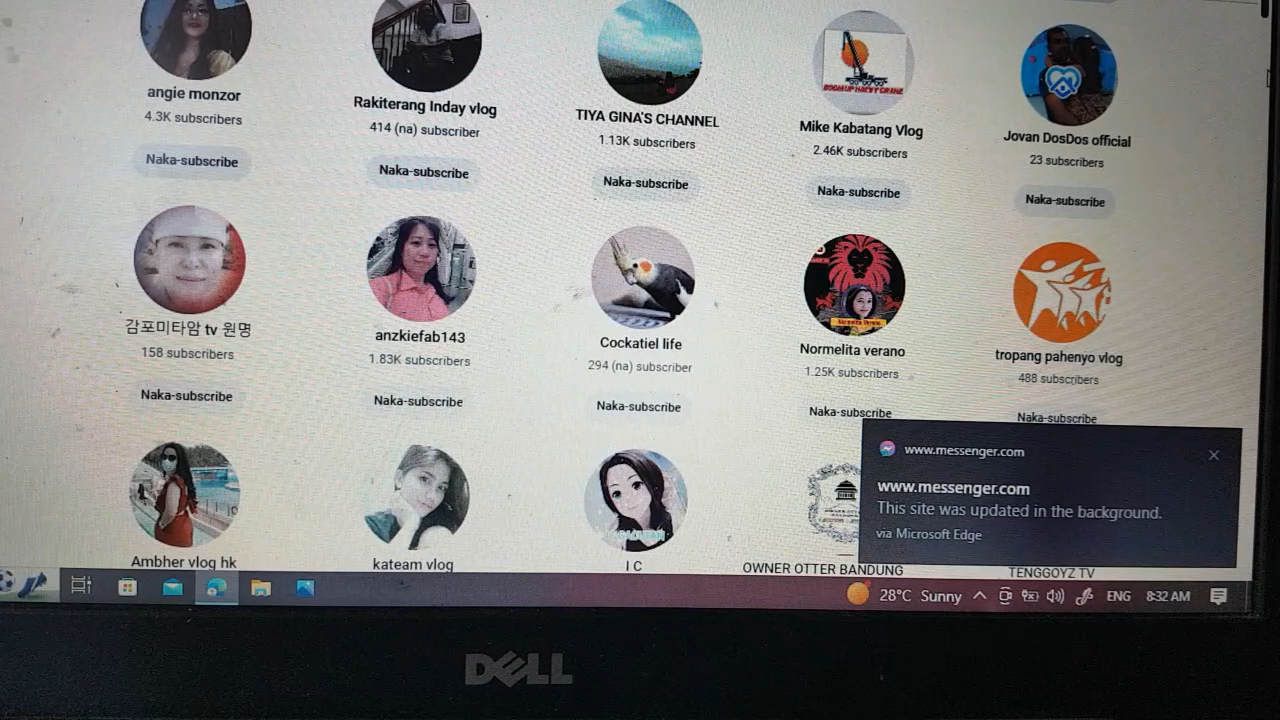 angie monzor
4.3K subscribers
Naka-subscribe
Rakiterang Inday vlog
414 (na) subscriber
Naka-subscribe
TIYA GINA'S CHANNEL
1.13K subscribers
Naka-subscribe
Mike Kabatang Vlog
2.46K subscribers
Naka-subscribe
Jovan DosDos official
23 subscribers
Naka-subscribe
감포미타암 tv 원명
158 subscribers
Naka-subscribe
anzkiefab143
1.83K subscribers
Naka-subscribe
Cockatiel life
294 (na) subscriber
Naka-subscribe
Normelita verano
Normelita verano
1.25K subscribers
Naka-subscribe
tropang pahenyo vlog
488 subscribers
Naka-subscribe
www.messenger.com
www.messenger.com
This site was updated in the background.
via Microsoft Edge
Ambher vlog hk
kateam vlog
I C
OWNER OTTER BANDUNG
TENGGOYZ TV
28°C Sunny
ENG
8:32 AM
DELL